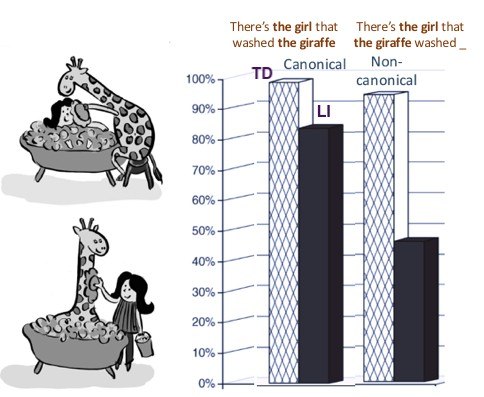 There's the girl that
washed the giraffe
There's the girl that
the giraffe washed _
Canonical
Non-
canonical
TD
LI
100%
90%
80%
70%
60%
50%
40%
30%
20%
10%
0%